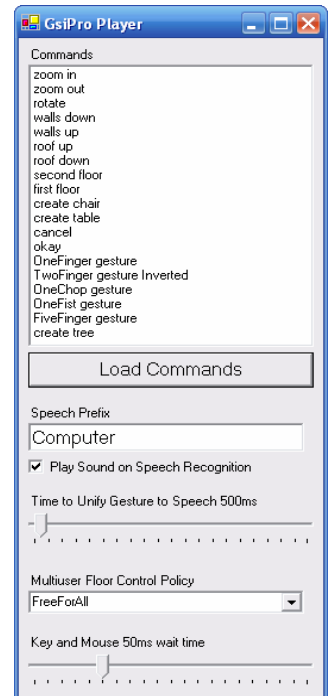 GsiPro Player
Commands
zoom in
zoom out
rotate
walls down
walls up
roof up
roof down
second floor
first floor
create chair
create table
cancel
okay
OneFinger gesture
TwoFinger gesture Inverted
OneChop gesture
OneFist gesture
FiveFinger gesture
create tree
Load Commands
Speech Prefix
Computer
Play Sound on Speech Recognition
Time to Unify Gesture to Speech 500ms
Multiuser Floor Control Policy
FreeForAll
Key and Mouse 50ms wait time